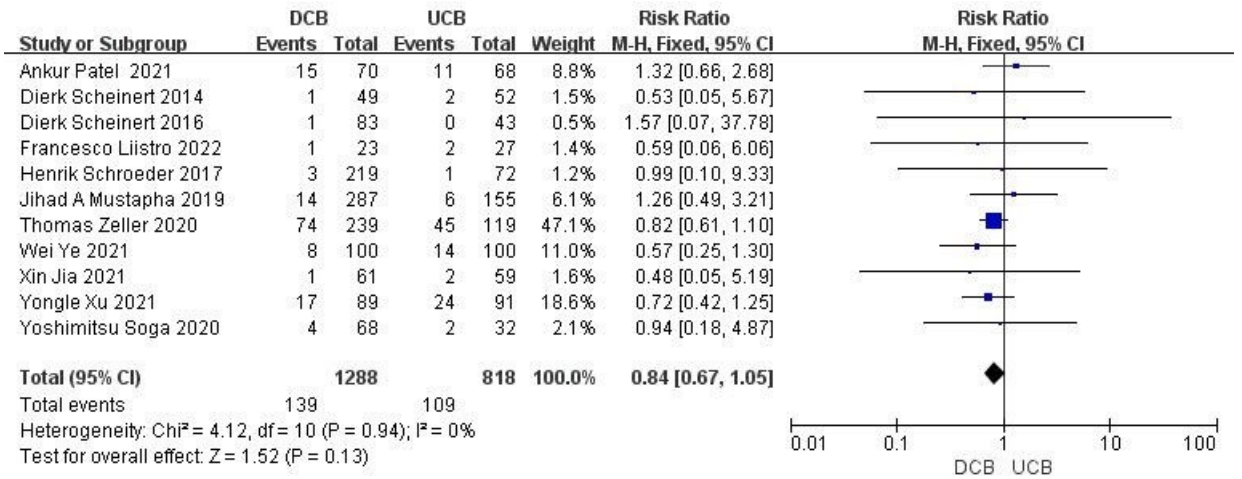 DCB UCB Risk Ratio Risk Ratio
Study or Subgroup Events Total Events Total Weight M-H, Fixed, 95% CI M-H, Fixed, 95% CI
Ankur Patel 2021 15 70 11 68 8.8% 1.32 [0.66, 2.68]
Dierk Scheinert 2014 1 49 2 52 1.5% 0.53 [0.05, 5.67]
Dierk Scheinert 2016 1 83 0 43 0.5% 1.57 [0.07, 37.78]
Francesco Liistro 2022 1 23 2 27 1.4% 0.59 [0.06, 6.06]
Henrik Schroeder 2017 3 219 1 72 1.2% 0.99 [0.10, 9.33]
Jihad A Mustapha 2019 14 287 6 155 6.1% 1.26 [0.49, 3.21]
Thomas Zeller 2020 74 239 45 119 47.1% 0.82 [0.61, 1.10]
Wei Ye 2021 8 100 14 100 11.0% 0.57 [0.25, 1.30]
Xin Jia 2021 1 61 2 59 1.6% 0.48 [0.05, 5.19]
Yongle Xu 2021 17 89 24 91 18.6% 0.72 [0.42, 1.25]
Yoshimitsu Soga 2020 4 68 2 32 2.1% 0.94 [0.18, 4.87]
Total (95% CI) 1288 818 100.0% 0.84 [0.67, 1.05]
Total events 139 109
Heterogeneity: Chi² = 4.12, df = 10 (P = 0.94); I² = 0%
Test for overall effect: Z = 1.52 (P = 0.13)
0.01 0.1 1 10 100
DCB UCB